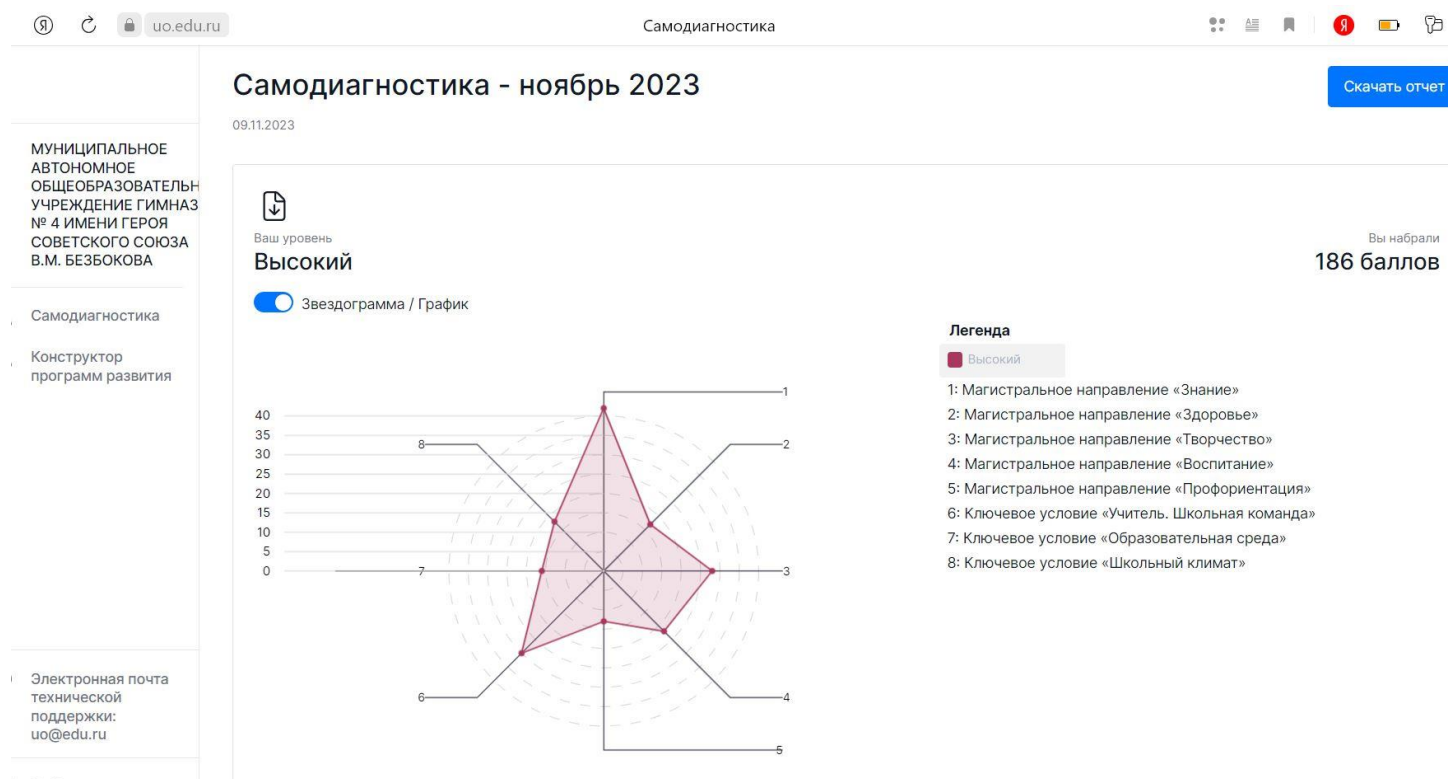 Я
uo.edu.ru
Самодиагностика
Я
МУНИЦИПАЛЬНОЕ
АВТОНОМНОЕ
ОБЩЕОБРАЗОВАТЕЛЬН
УЧРЕЖДЕНИЕ ГИМНАЗ
№ 4 ИМЕНИ ГЕРОЯ
СОВЕТСКОГО СОЮЗА
В.М. БЕЗБОКОВА
Самодиагностика
Конструктор
программ развития
Электронная почта
технической
поддержки:
uo@edu.ru
Самодиагностика - ноябрь 2023
Скачать отчет
09.11.2023
Ваш уровень
Высокий
Вы набрали
186 баллов
Звездограмма / График
40
35
30
25
20
15
10
5
0
1
2
3
4
5
6
7
8
Легенда
Высокий
1: Магистральное направление «Знание»
2: Магистральное направление «Здоровье»
3: Магистральное направление «Творчество»
4: Магистральное направление «Воспитание»
5: Магистральное направление «Профориентация»
6: Ключевое условие «Учитель. Школьная команда»
7: Ключевое условие «Образовательная среда»
8: Ключевое условие «Школьный климат»